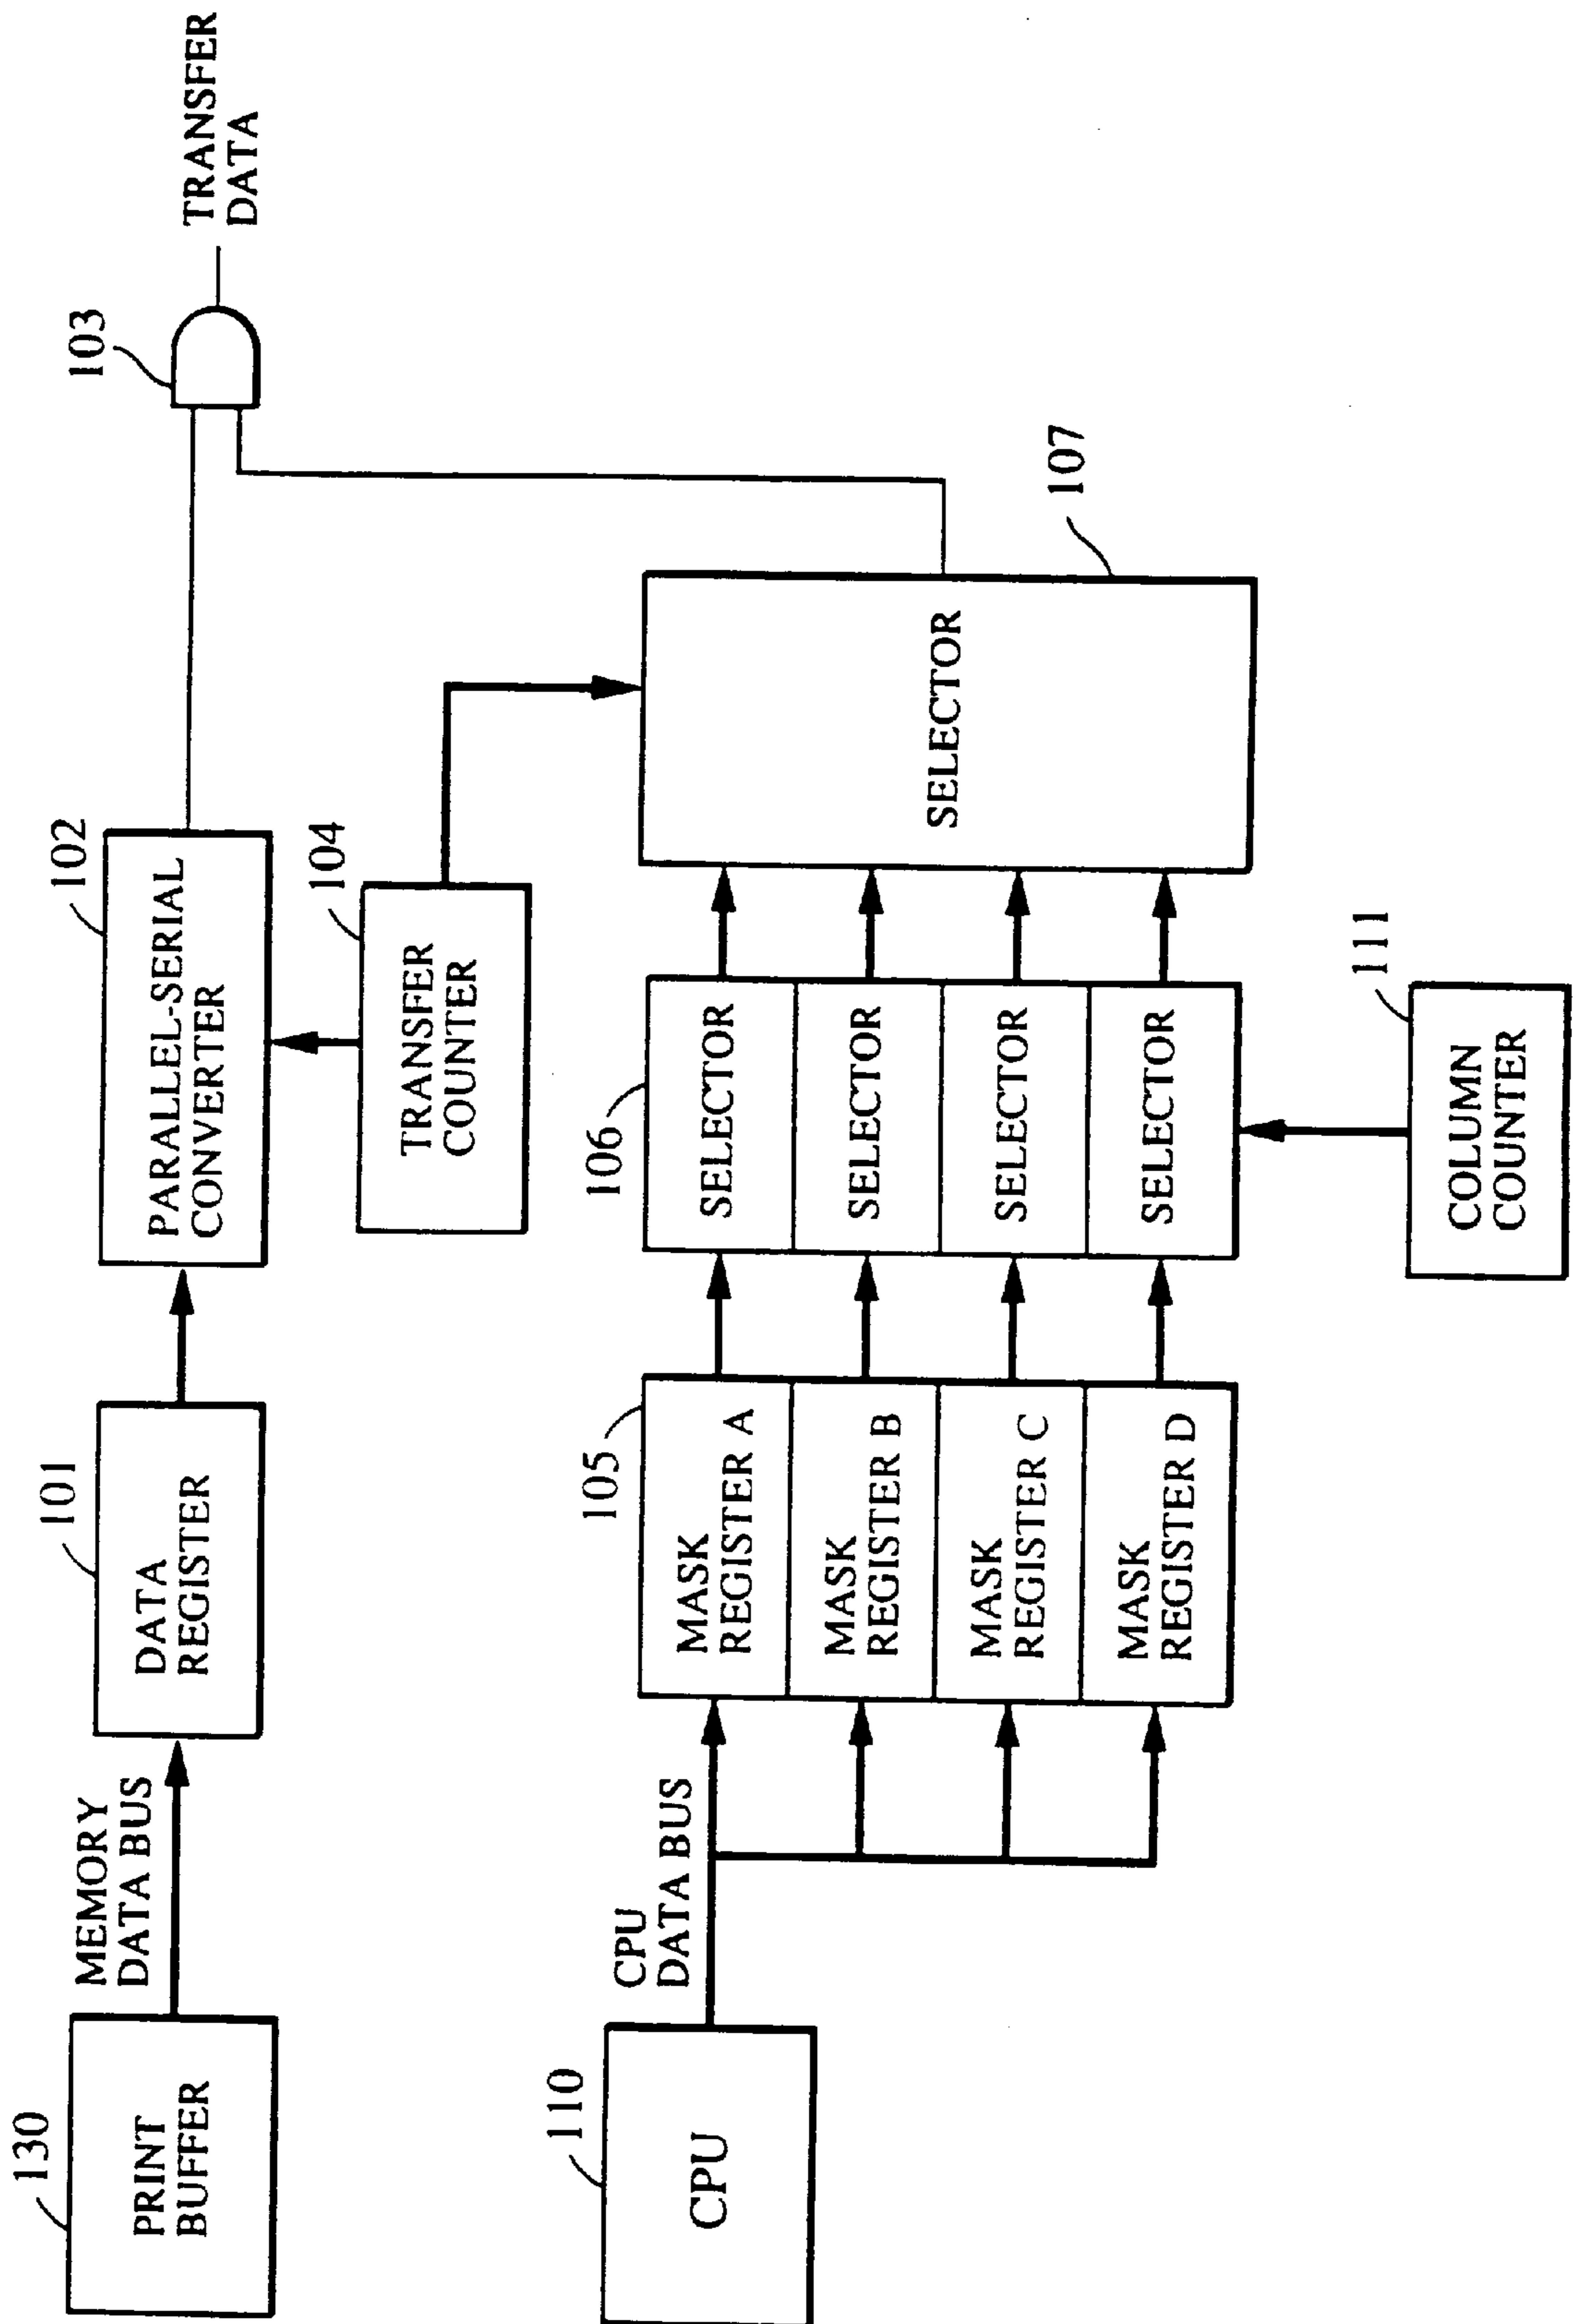 130
PRINT
BUFFER
MEMORY
DATA BUS
101
DATA
REGISTER
102
PARALLEL-SERIAL
CONVERTER
103
TRANSFER
DATA
104
TRANSFER
COUNTER
110
CPU
CPU
DATA BUS
105
MASK
REGISTER A
MASK
REGISTER B
MASK
REGISTER C
MASK
REGISTER D
106
SELECTOR
SELECTOR
SELECTOR
SELECTOR
SELECTOR
107
111
COLUMN
COUNTER